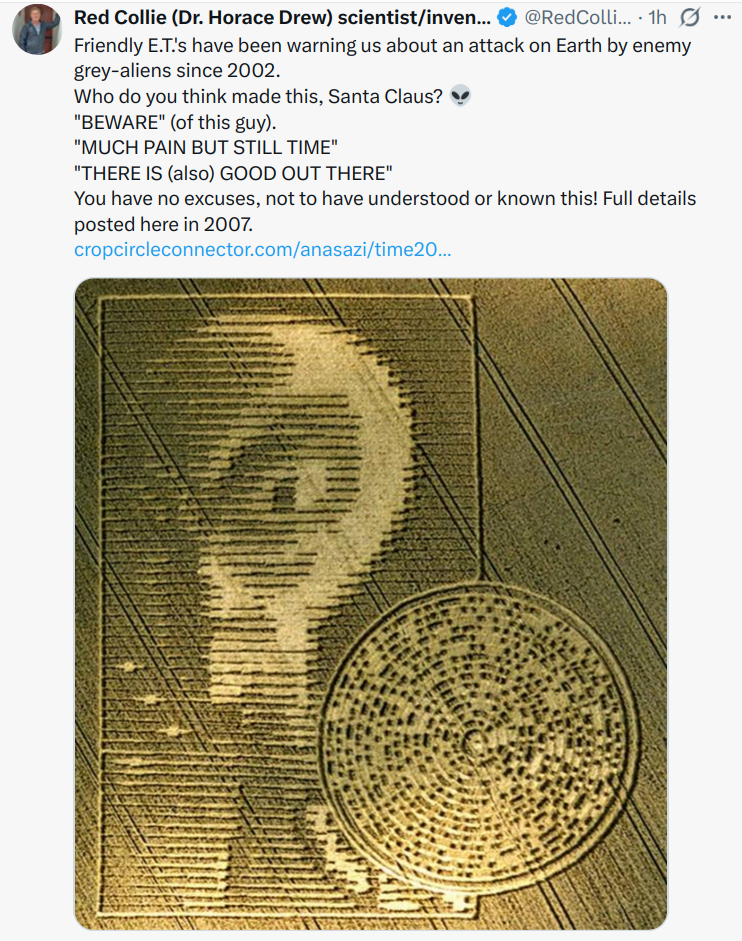 Red Collie (Dr. Horace Drew) scientist/inven... @RedColli... · 1h
Friendly E.T.'s have been warning us about an attack on Earth by enemy
grey-aliens since 2002.
Who do you think made this, Santa Claus? 👽
"BEWARE" (of this guy).
"MUCH PAIN BUT STILL TIME"
"THERE IS (also) GOOD OUT THERE"
You have no excuses, not to have understood or known this! Full details
posted here in 2007.
cropcircleconnector.com/anasazi/time20...